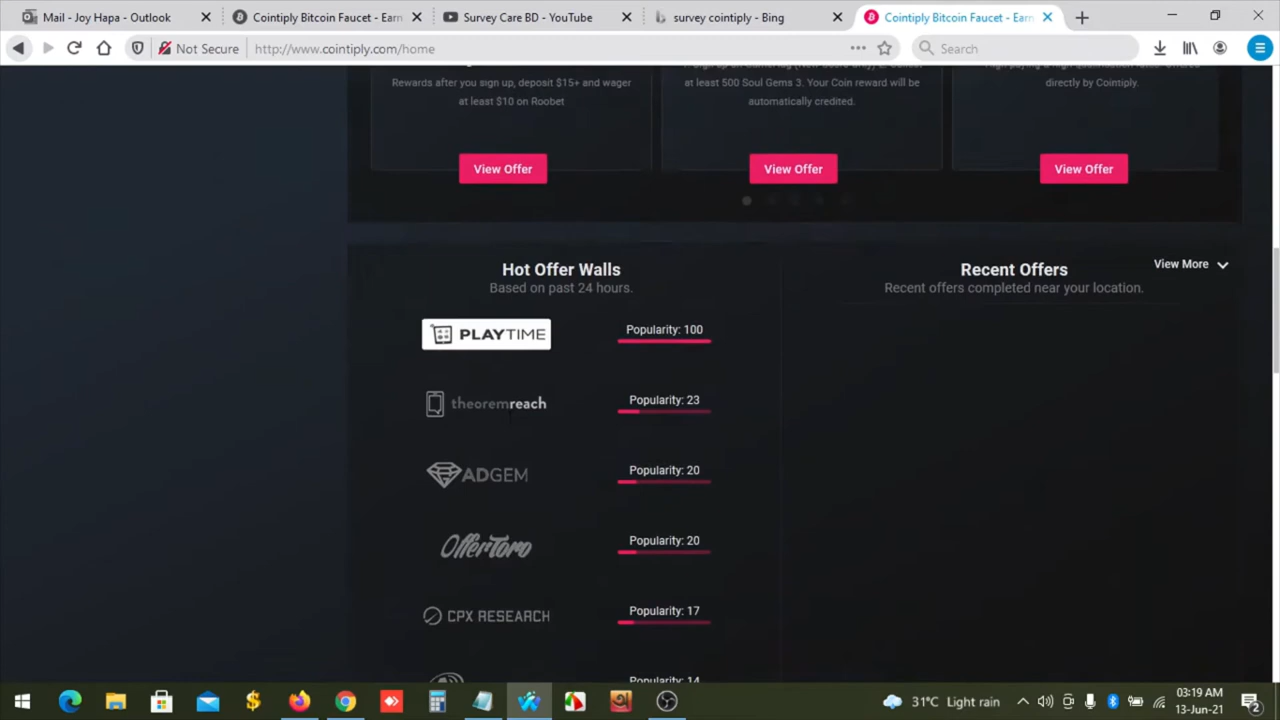 Mail - Joy Hapa - Outlook
Cointiply Bitcoin Faucet - Earn
Survey Care BD - YouTube
survey cointiply - Bing
Cointiply Bitcoin Faucet - Earn
Not Secure
http://www.cointiply.com/home
Search
Rewards after you sign up, deposit $15+ and wager
at least $10 on Roobet
at least 500 Soul Gems 3. Your Coin reward will be
automatically credited.
directly by Cointiply.
View Offer
View Offer
View Offer
Hot Offer Walls
Based on past 24 hours.
Recent Offers
Recent offers completed near your location.
View More
PLAYTIME
Popularity: 100
theoremreach
Popularity: 23
ADGEM
Popularity: 20
OfferToro
Popularity: 20
CPX RESEARCH
Popularity: 17
Popularity: 14
31°C Light rain
03:19 AM
13-Jun-21
2